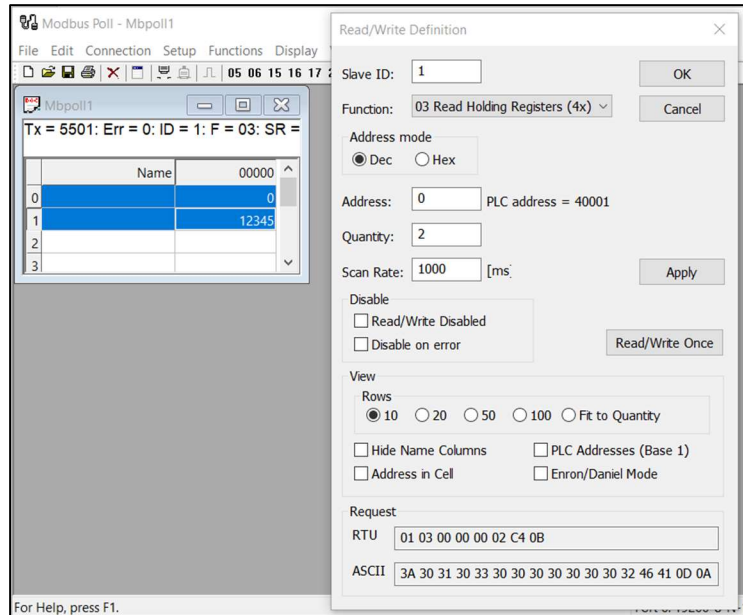 Modbus Poll - Mbpoll1
File Edit Connection Setup Functions Display
05 06 15 16 17
Mbpoll1
Tx = 5501: Err = 0: ID = 1: F = 03: SR =
Name 00000
0 0
1 12345
2
3
For Help, press F1.
Read/Write Definition
Slave ID: 1 OK
Function: 03 Read Holding Registers (4x) Cancel
Address mode
Dec Hex
Address: 0 PLC address = 40001
Quantity: 2
Scan Rate: 1000 [ms] Apply
Disable
Read/Write Disabled
Disable on error Read/Write Once
View
Rows
10 20 50 100 Fit to Quantity
Hide Name Columns PLC Addresses (Base 1)
Address in Cell Enron/Daniel Mode
Request
RTU 01 03 00 00 00 02 C4 0B
ASCII 3A 30 31 30 33 30 30 30 30 30 30 30 32 46 41 0D 0A